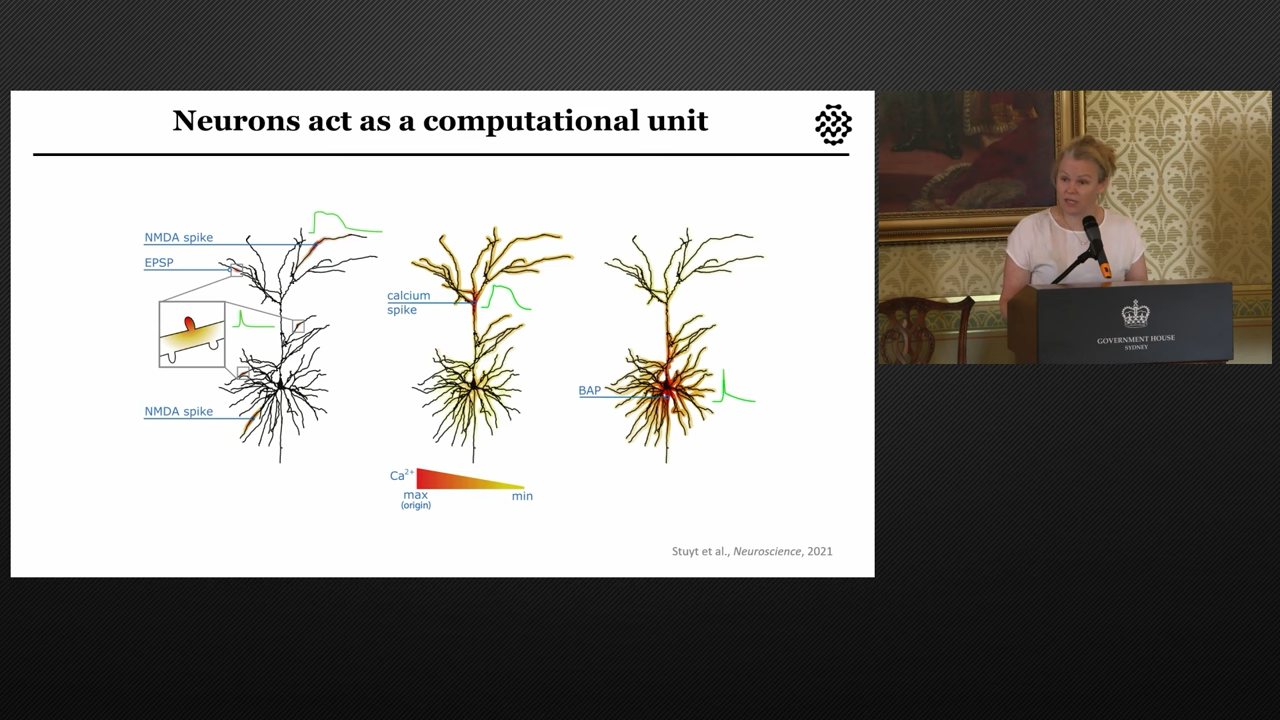 Neurons act as a computational unit
NMDA spike
EPSP
NMDA spike
calcium
spike
BAP
Ca²⁺
max
(origin)
min
Stuyt et al., Neuroscience, 2021
GOVERNMENT HOUSE
SYDNEY